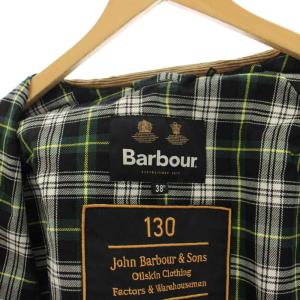 Barbour
38"
130
John Barbour & Sons
Oilskin Clothing
Factors & Warehousemen